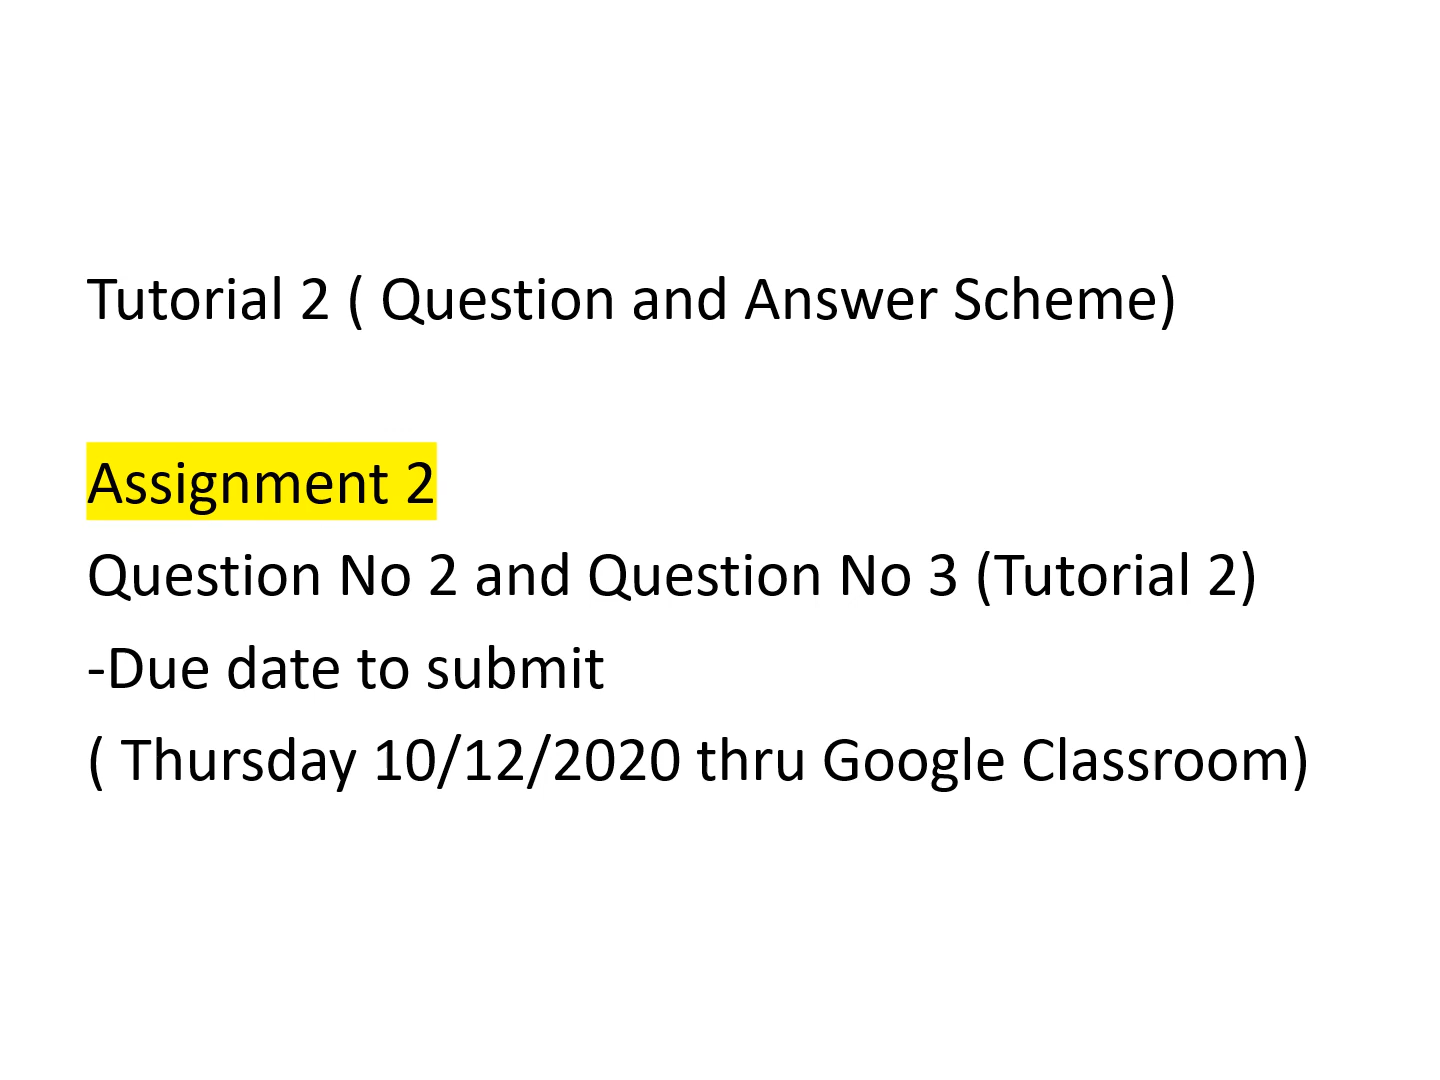 Tutorial 2 ( Question and Answer Scheme)
Assignment 2
Question No 2 and Question No 3 (Tutorial 2)
-Due date to submit
( Thursday 10/12/2020 thru Google Classroom)